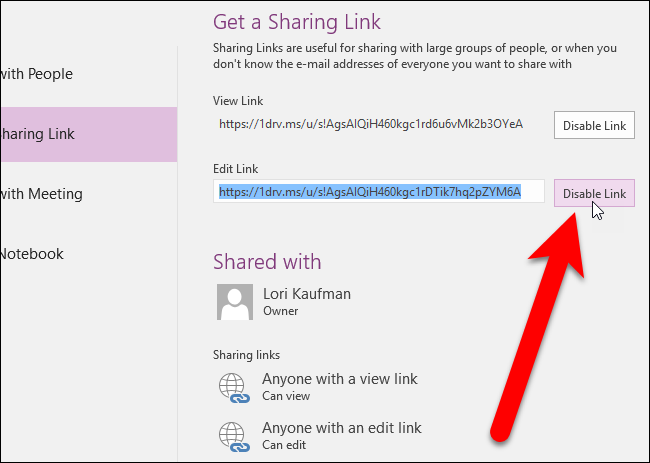 Get a Sharing Link
Sharing Links are useful for sharing with large groups of people, or when you
don't know the e-mail addresses of everyone you want to share with
with People
View Link
https://1drv.ms/u/s!AgsAlQiH460kgc1rd6u6vMk2b3OYeA
Disable Link
haring Link
Edit Link
https://1drv.ms/u/s!AgsAlQiH460kgc1rDTik7hq2pZYM6A
Disable Link
with Meeting
Notebook
Shared with
Lori Kaufman
Owner
Sharing links
Anyone with a view link
Can view
Anyone with an edit link
Can edit